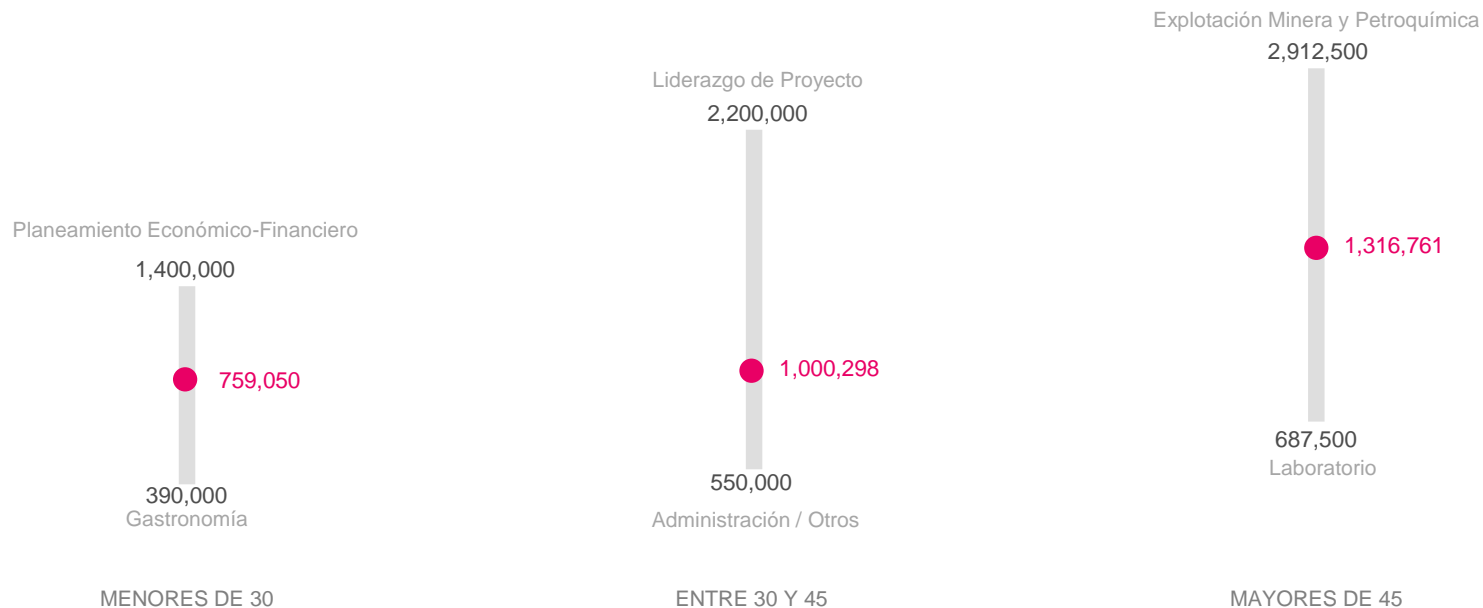 Planeamiento Económico-Financiero
1,400,000
759,050
390,000
Gastronomía
MENORES DE 30
Liderazgo de Proyecto
2,200,000
1,000,298
550,000
Administración / Otros
ENTRE 30 Y 45
Explotación Minera y Petroquímica
2,912,500
1,316,761
687,500
Laboratorio
MAYORES DE 45